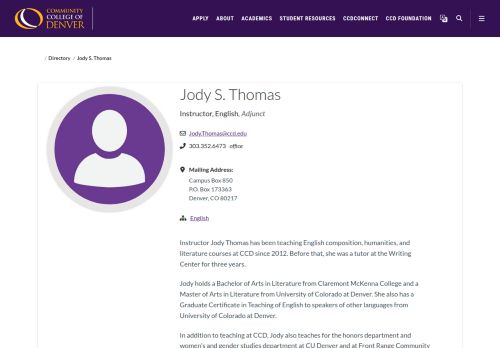 COMMUNITY
COLLEGE OF
DENVER
APPLY ABOUT ACADEMICS STUDENT RESOURCES CCDCONNECT CCD FOUNDATION
/ Directory / Jody S. Thomas
Jody S. Thomas
Instructor, English, Adjunct
Jody.Thomas@ccd.edu
303.352.6473 office
Mailing Address:
Campus Box 850
P.O. Box 173363
Denver, CO 80217
English
Instructor Jody Thomas has been teaching English composition, humanities, and
literature courses at CCD since 2012. Before that, she was a tutor at the Writing
Center for three years.
Jody holds a Bachelor of Arts in Literature from Claremont McKenna College and a
Master of Arts in Literature from University of Colorado at Denver. She also has a
Graduate Certificate in Teaching of English to speakers of other languages from
University of Colorado at Denver.
In addition to teaching at CCD, Jody also teaches for the honors department and
women's and gender studies department at CU Denver and at Front Range Community